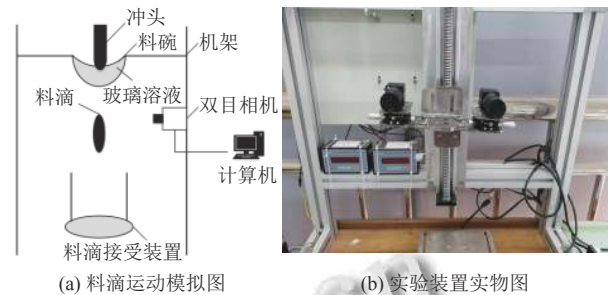 冲头
料碗
机架
玻璃溶液
料滴
双目相机
计算机
料滴接受装置
(a) 料滴运动模拟图
(b) 实验装置实物图